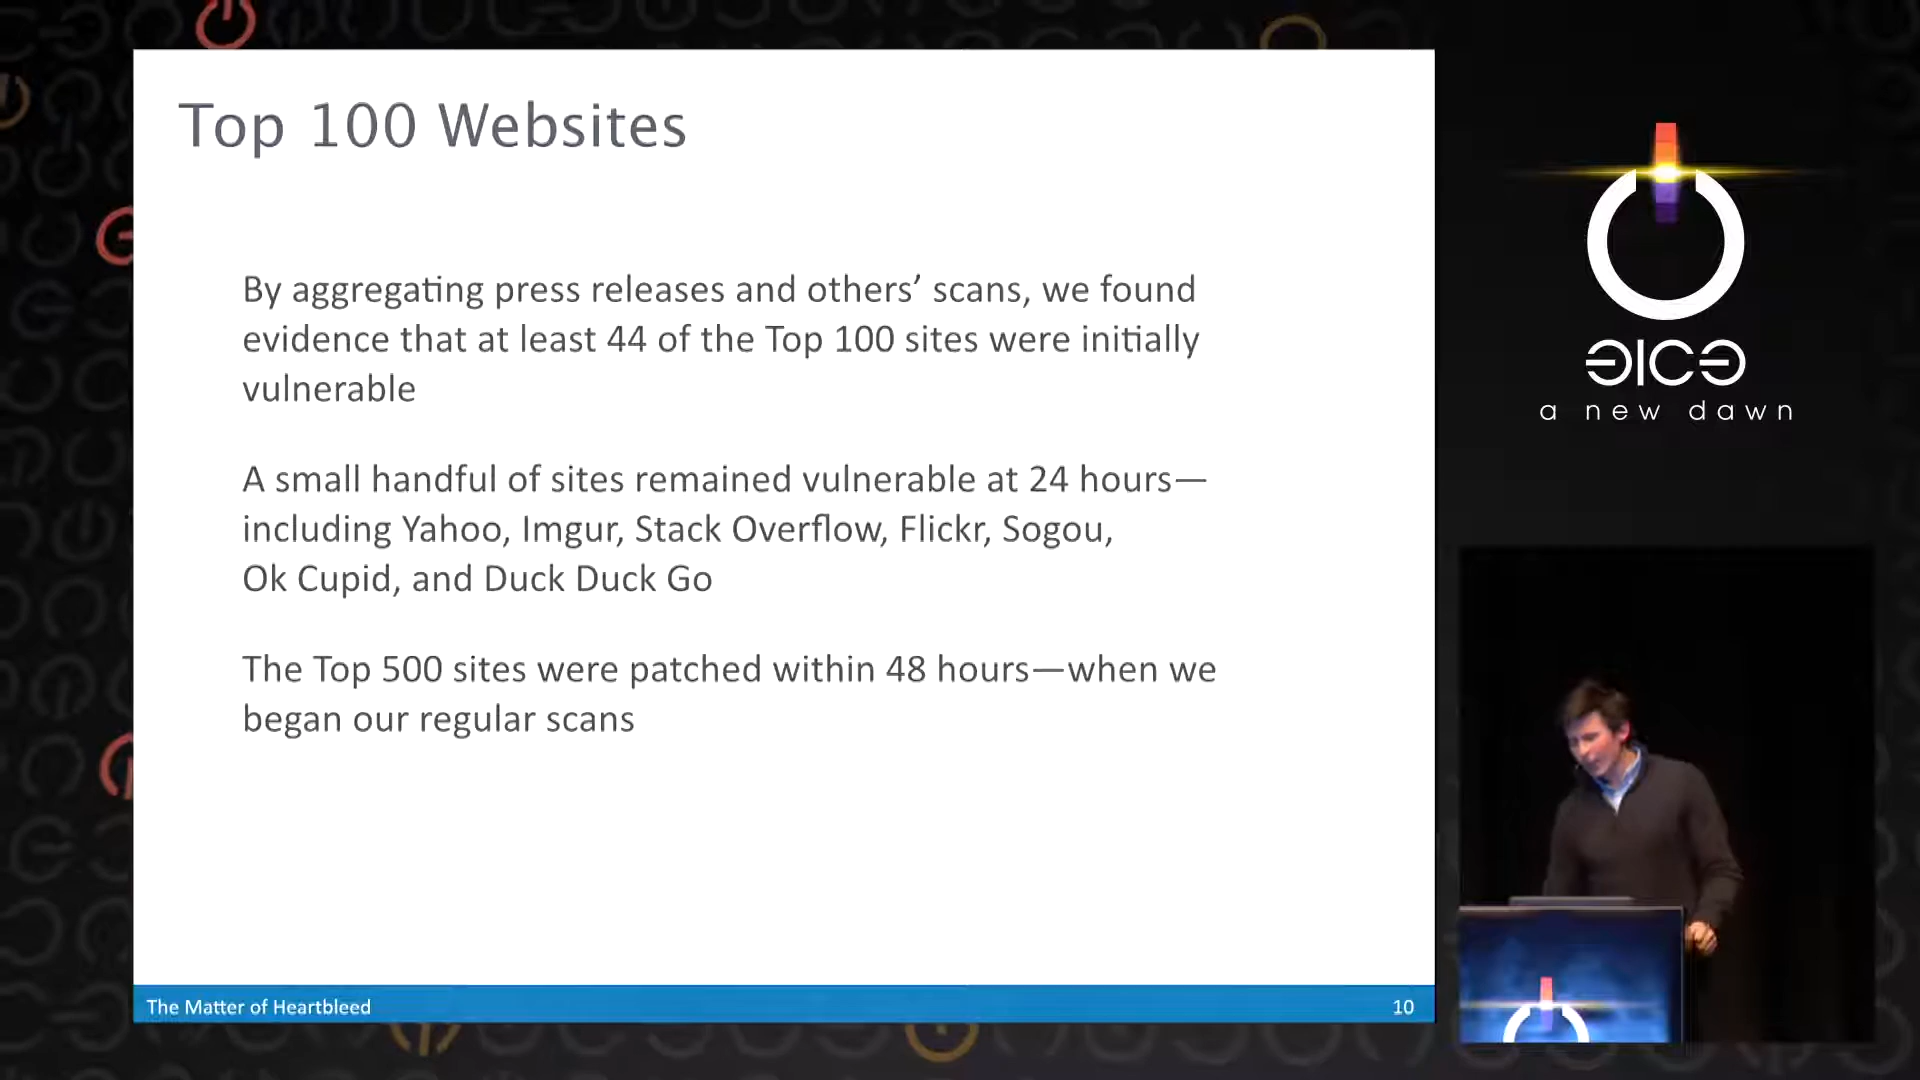 Top 100 Websites
By aggregating press releases and others’ scans, we found
evidence that at least 44 of the Top 100 sites were initially
vulnerable
A small handful of sites remained vulnerable at 24 hours—
including Yahoo, Imgur, Stack Overflow, Flickr, Sogou,
Ok Cupid, and Duck Duck Go
The Top 500 sites were patched within 48 hours—when we
began our regular scans
The Matter of Heartbleed
10
a new dawn